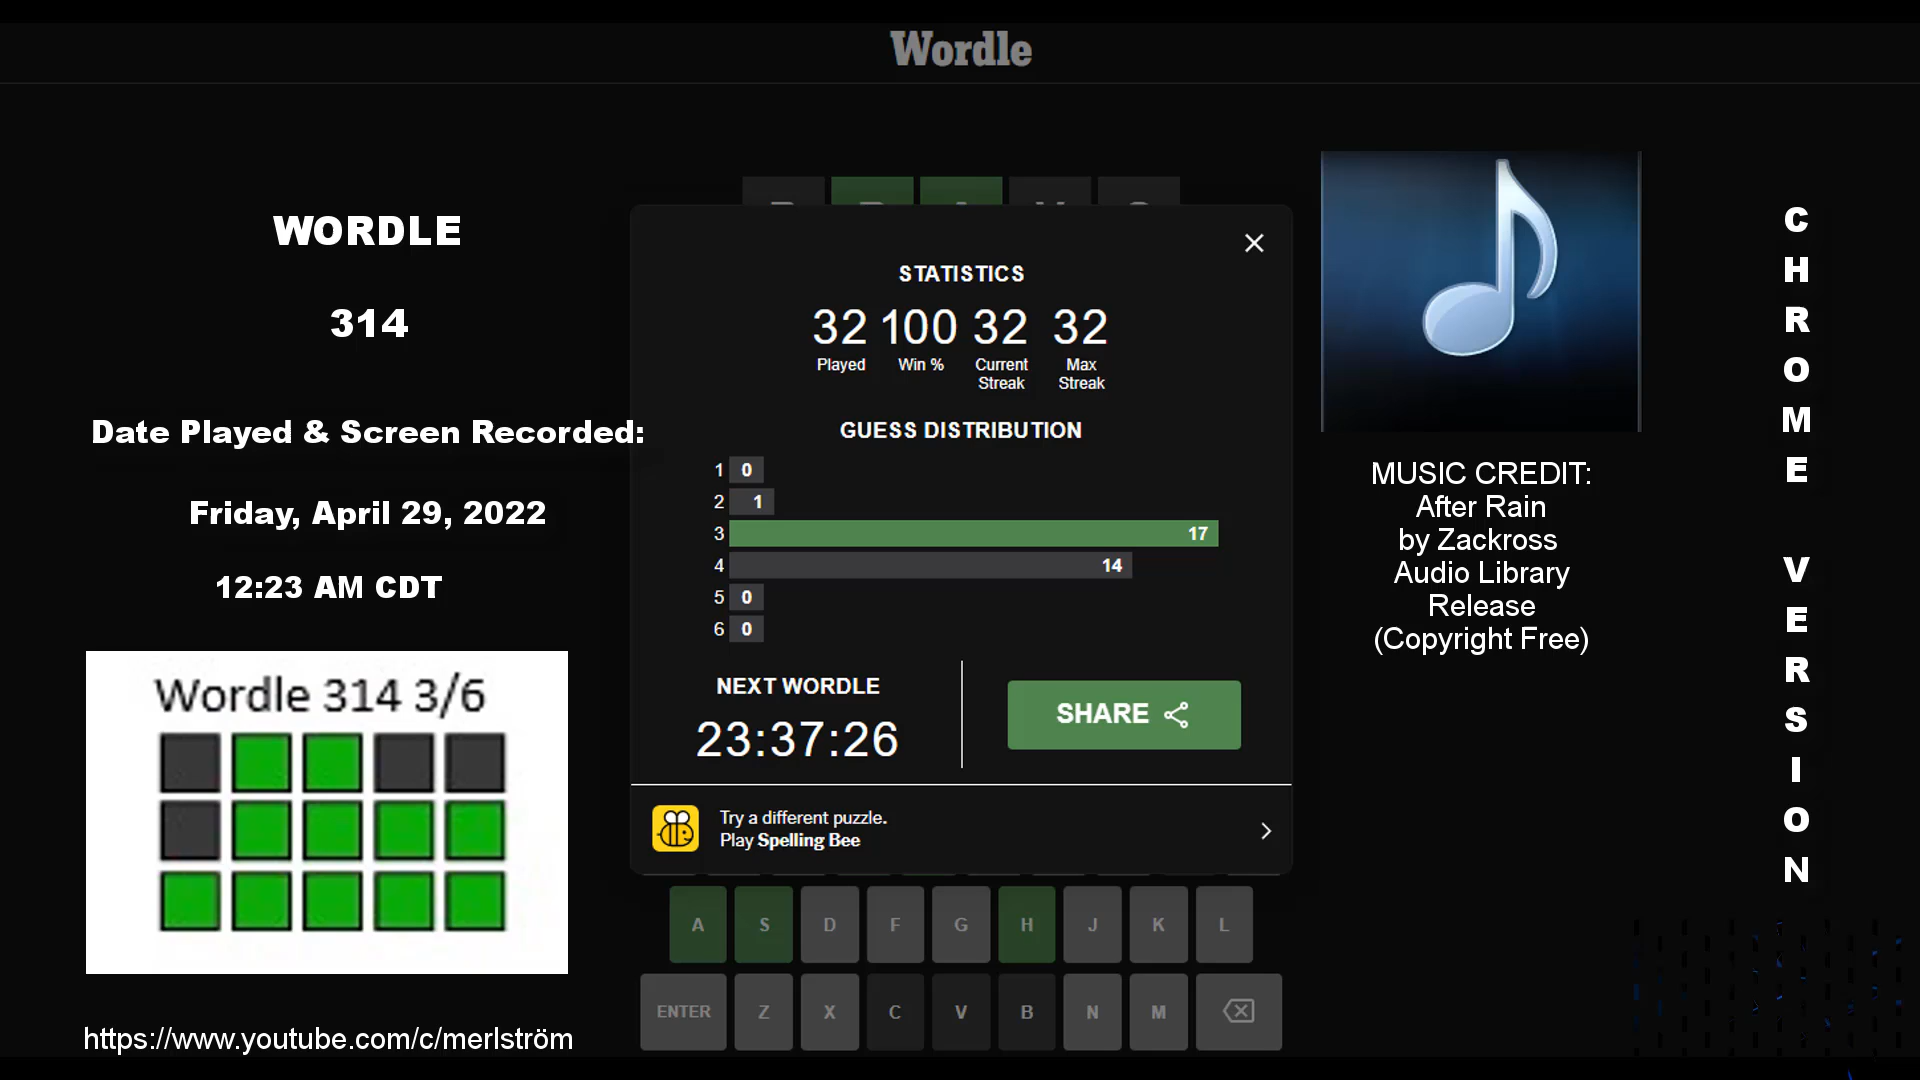 Wordle
WORDLE
314
Date Played & Screen Recorded:
Friday, April 29, 2022
12:23 AM CDT
Wordle 314 3/6
https://www.youtube.com/c/merlström
STATISTICS
32 100 32 32
Played Win % Current Streak Max Streak
GUESS DISTRIBUTION
1 0
2 1
3 17
4 14
5 0
6 0
NEXT WORDLE
23:37:26
SHARE
Try a different puzzle.
Play Spelling Bee
A S D F G H J K L
ENTER Z X C V B N M
MUSIC CREDIT:
After Rain
by Zackross
Audio Library
Release
(Copyright Free)
CHROME VERSION